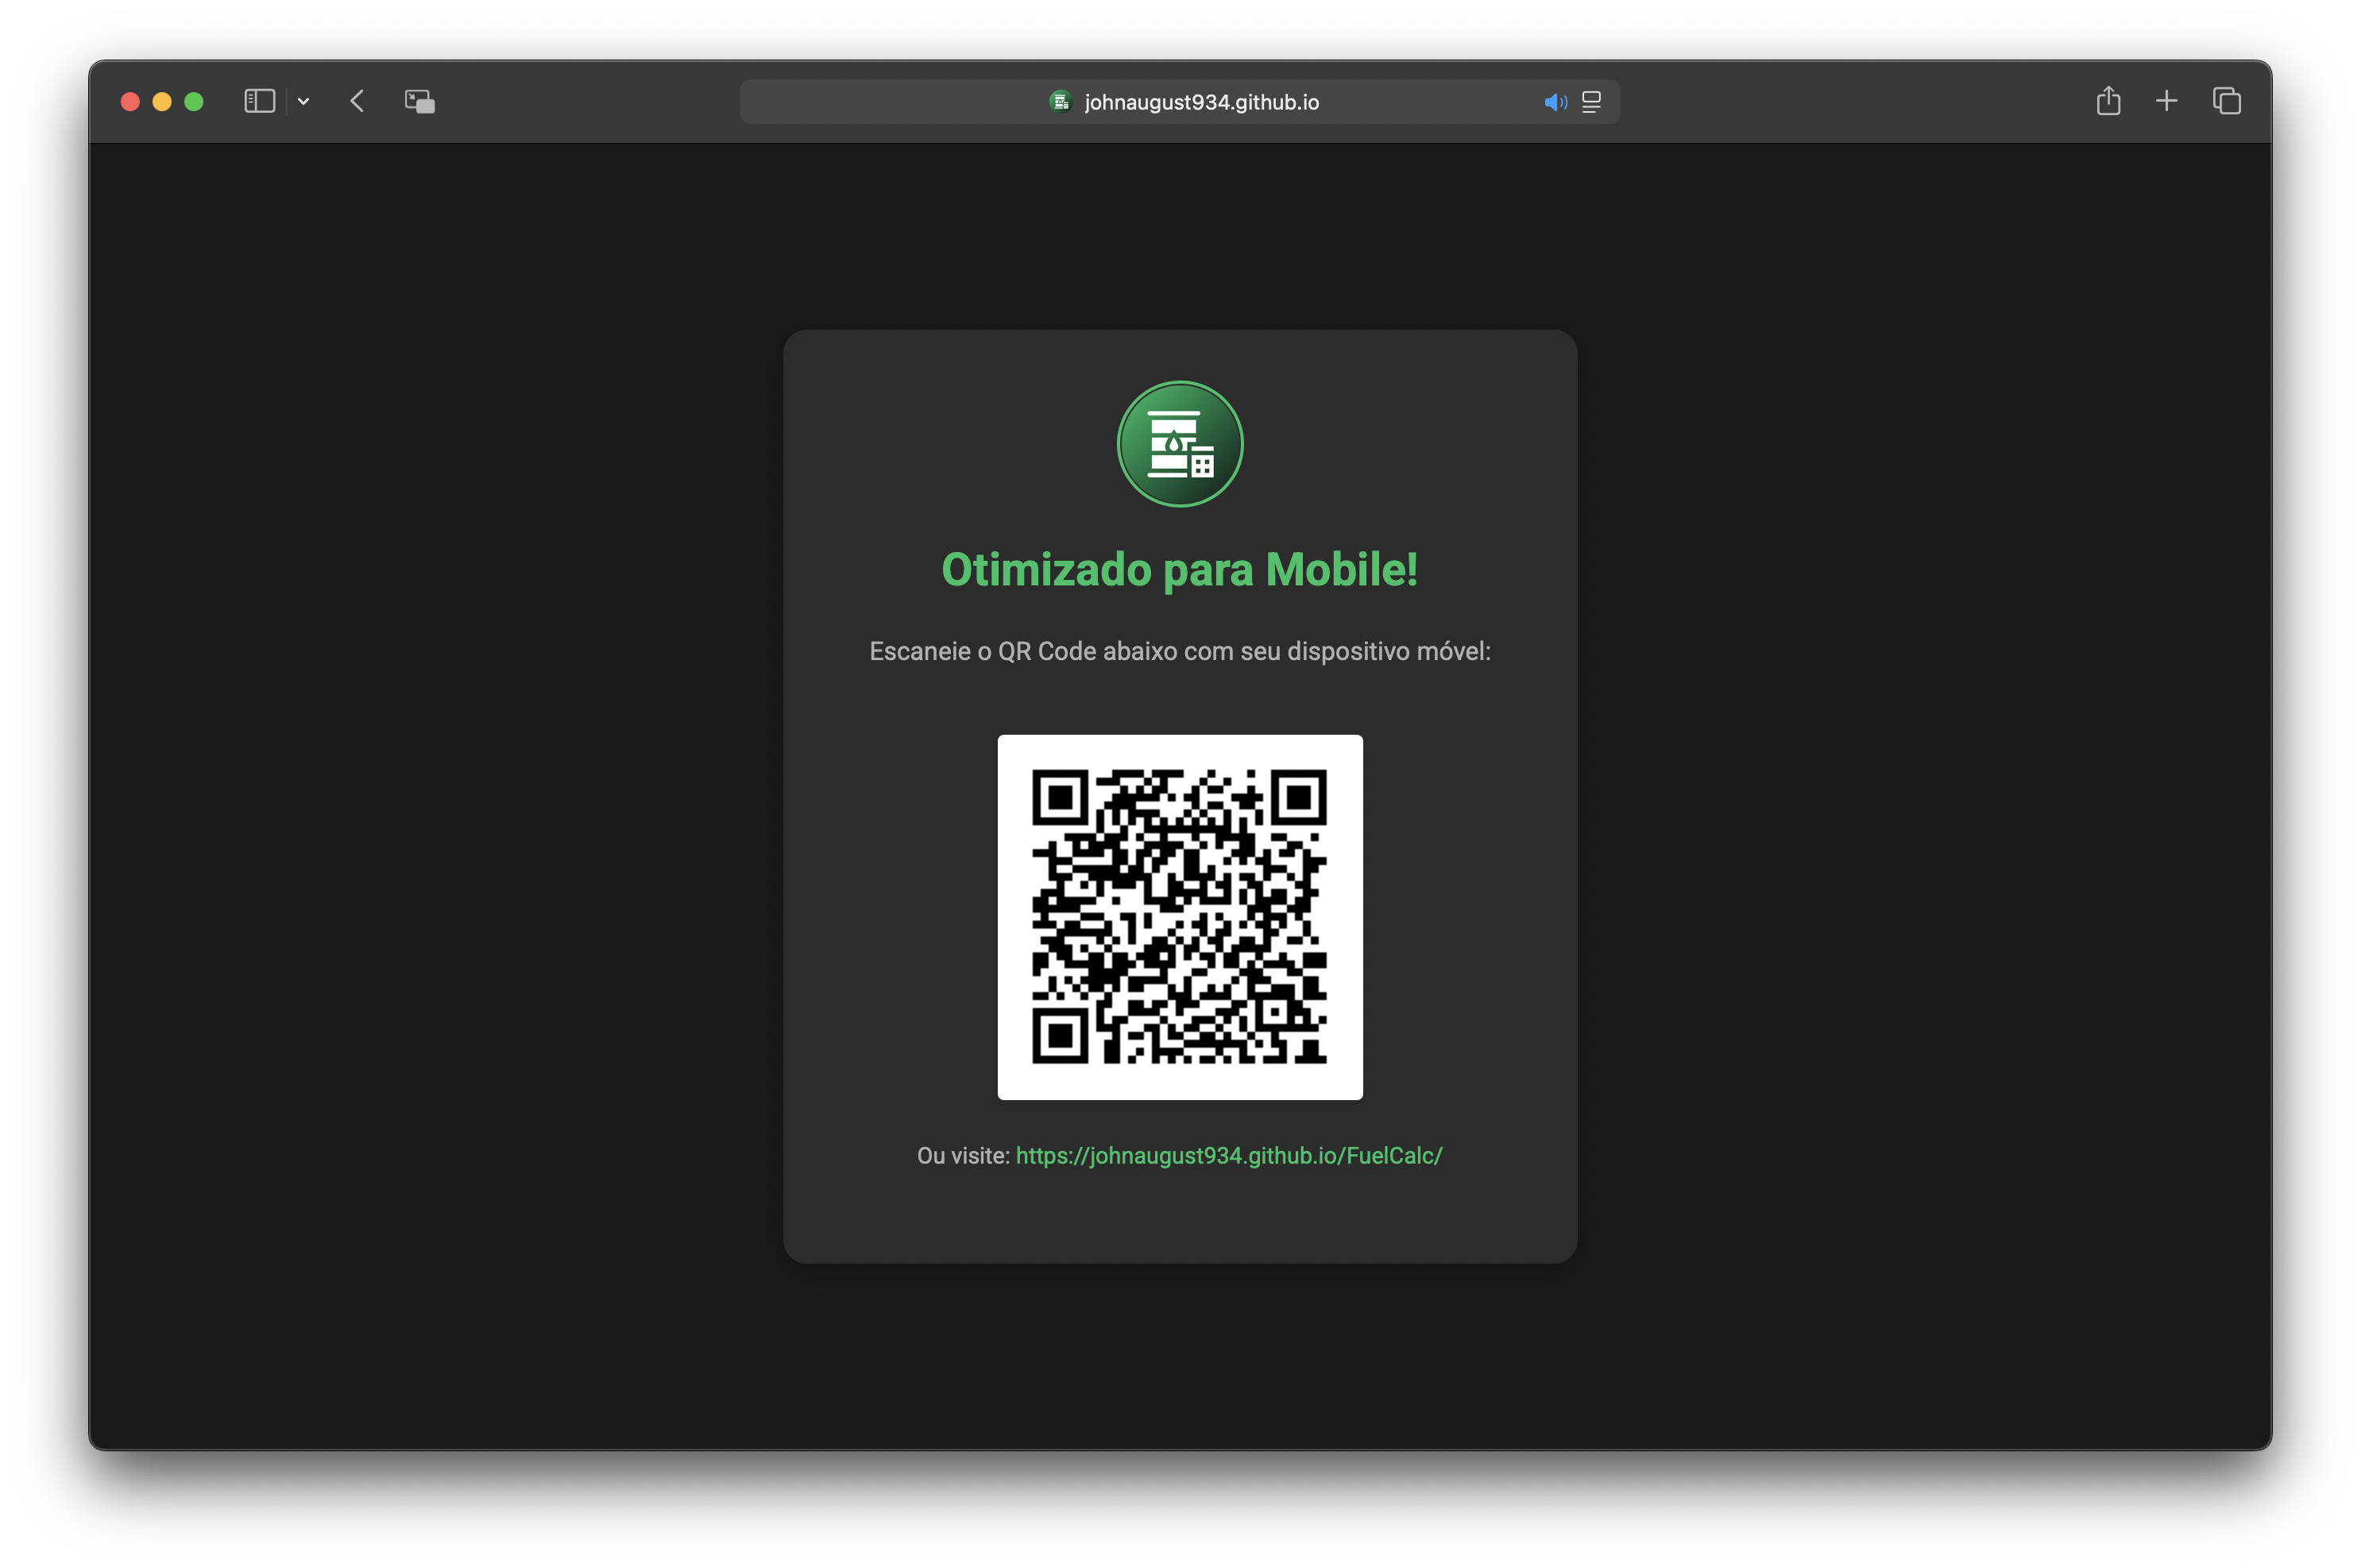 johnaugust934.github.io
Otimizado para Mobile!
Escaneie o QR Code abaixo com seu dispositivo móvel:
Ou visite: https://johnaugust934.github.io/FuelCalc/